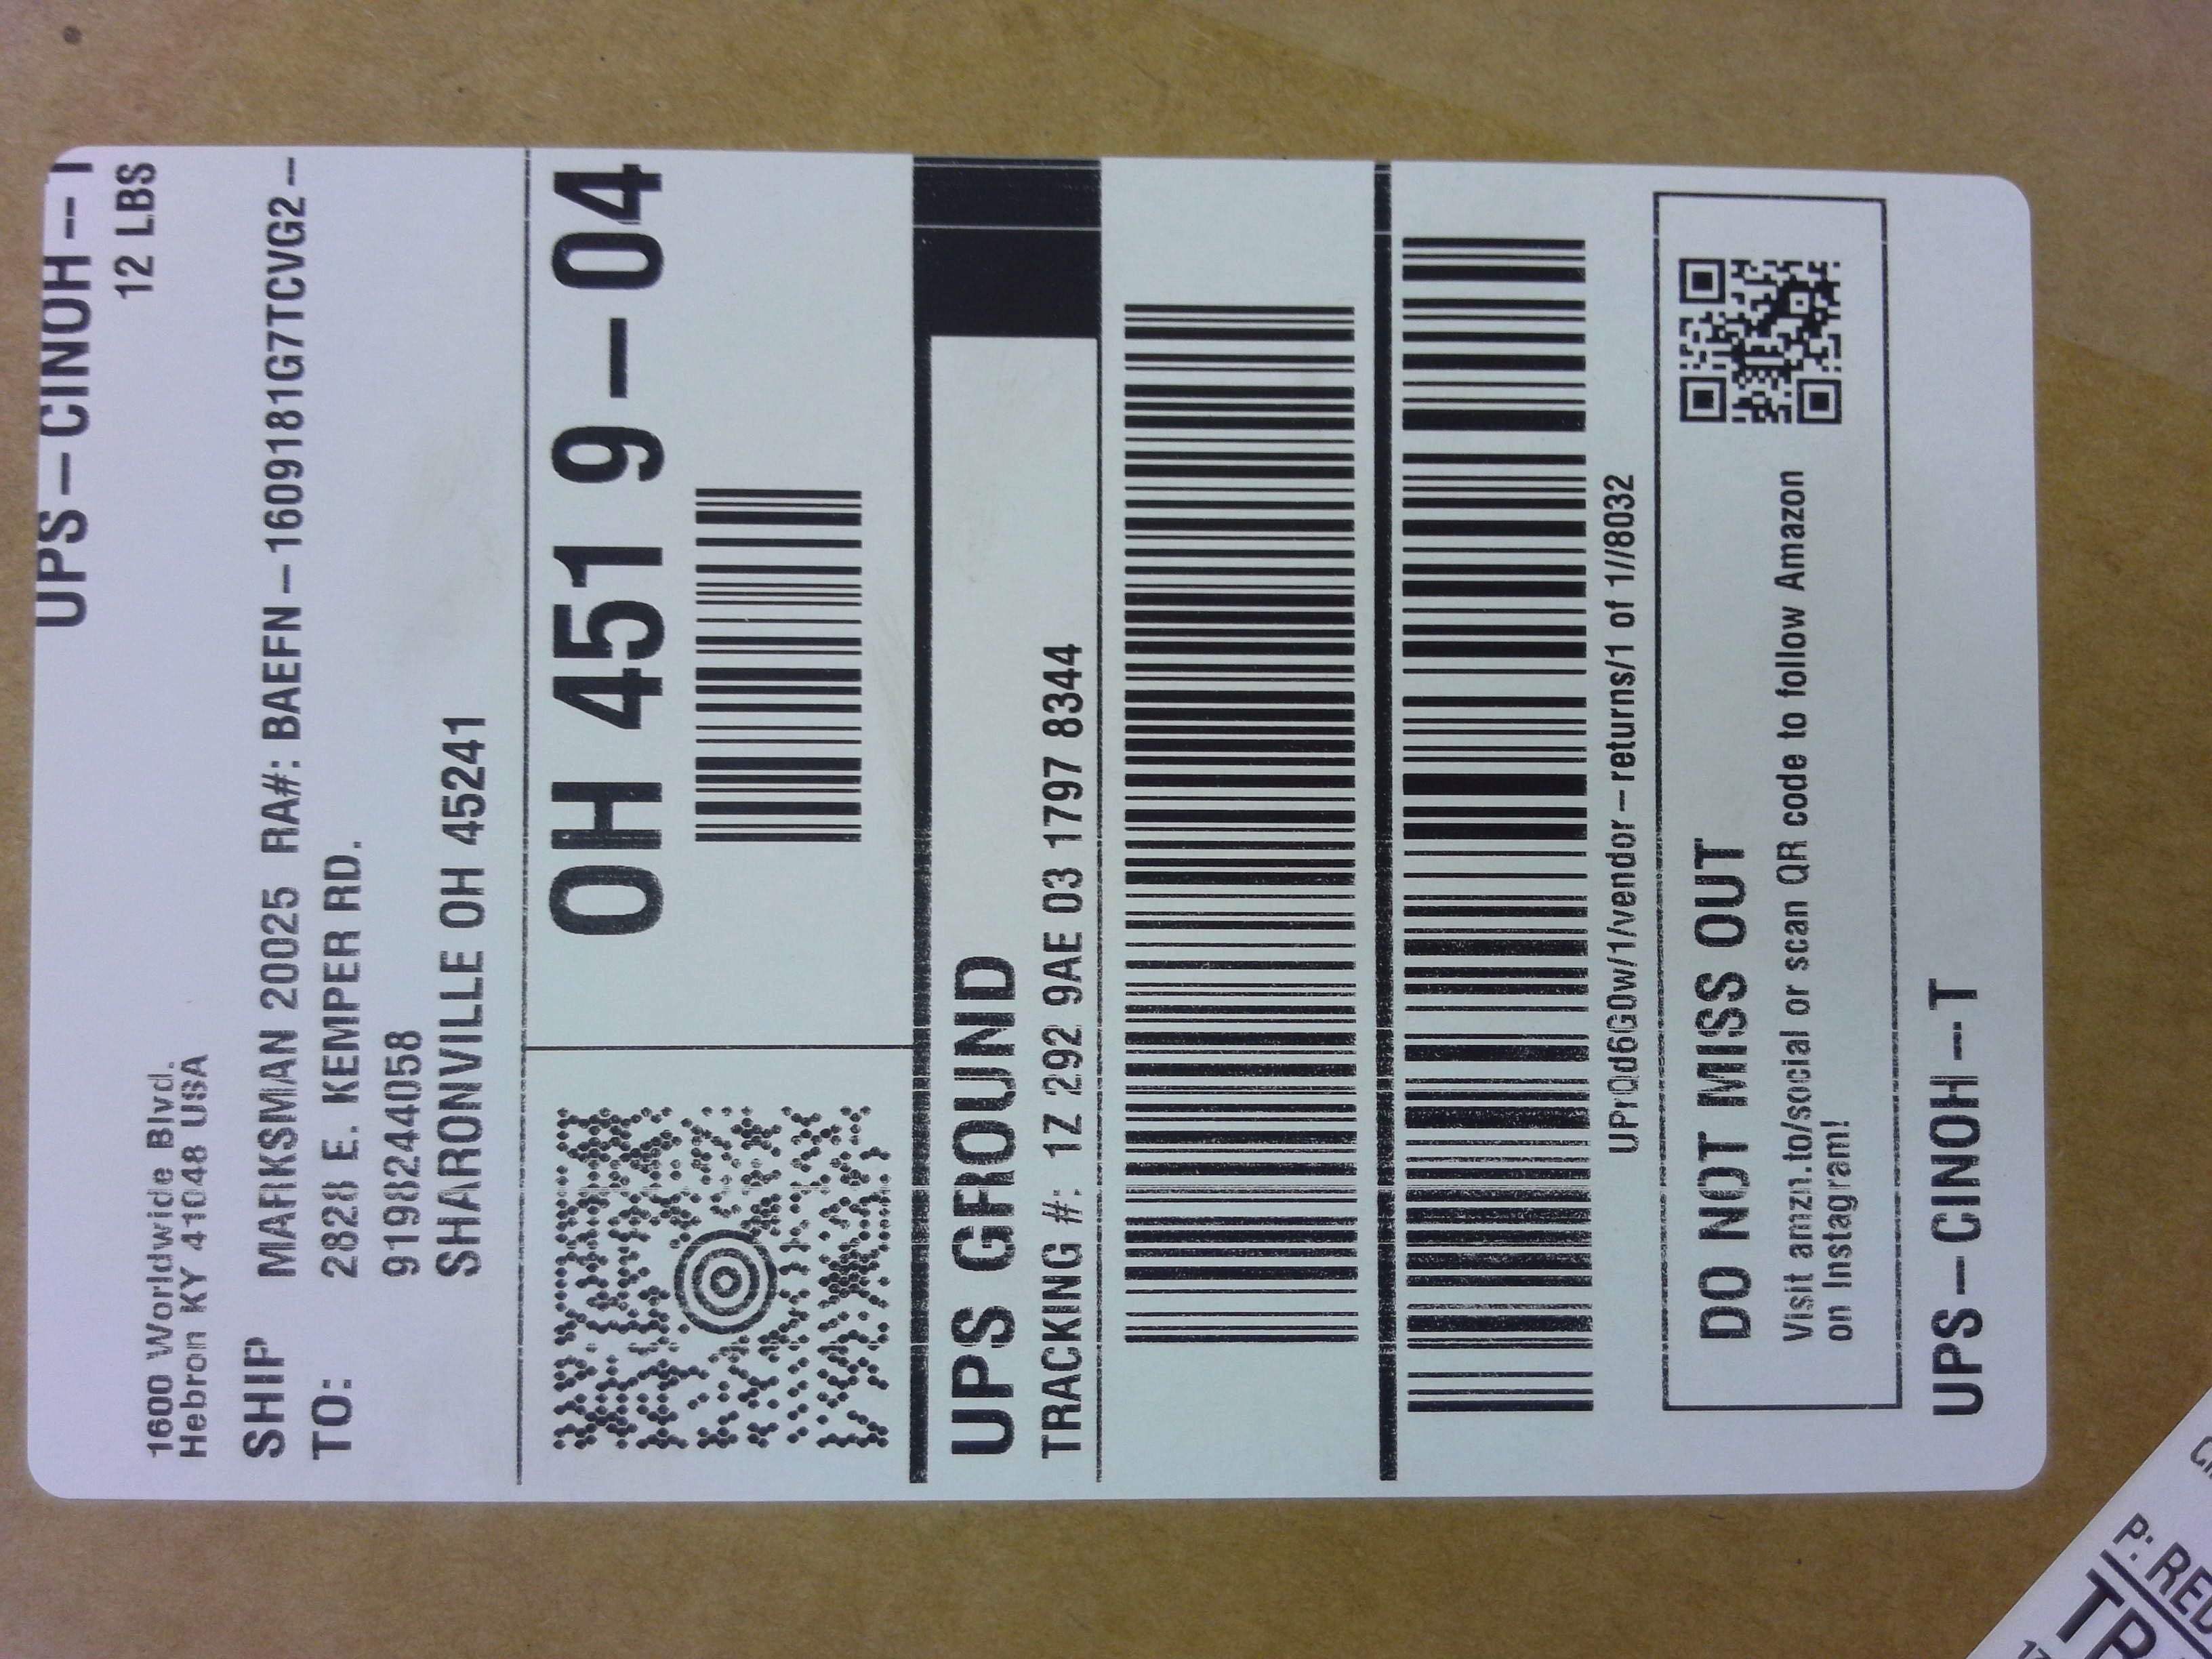 UPS-CINOH-T
12 LBS
1600 Worldwide Blvd.
Hebron KY 41048 USA
SHIP TO:
MARKSMAN 20025 RA#: BAEFN-1609181G7TCVG2-
2828 E. KEMPER RD.
9198244058
SHARONVILLE OH 45241
OH 451 9-04
UPS GROUND
TRACKING #: 1Z 292 9AE 03 1797 8344
UPrQd6G0w/1/vendor-returns/1 of 1//8032
DO NOT MISS OUT
Visit amzn.to/social or scan QR code to follow Amazon
on Instagram!
UPS-CINOH-T
P: RED